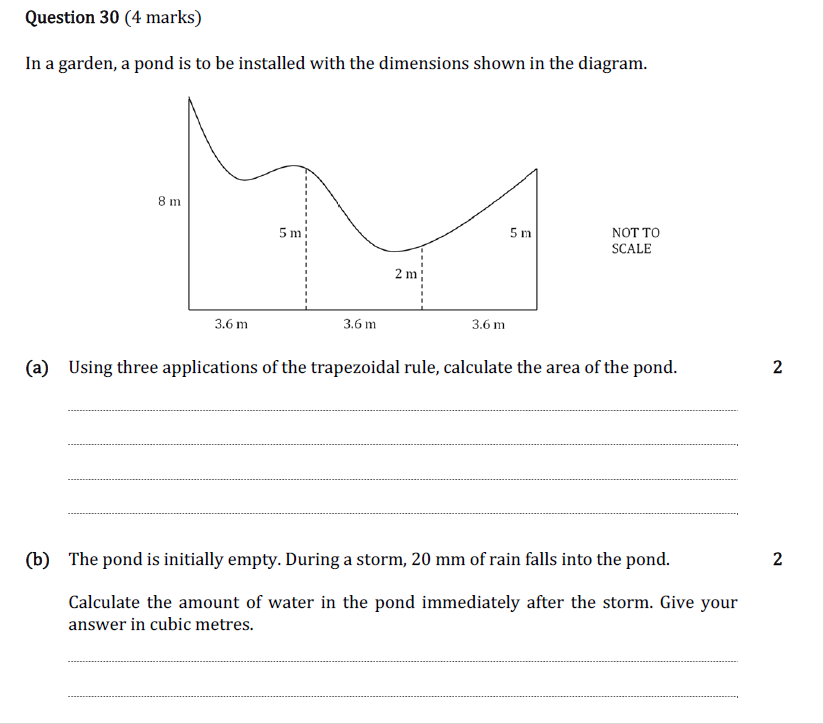 Question 30 (4 marks)
In a garden, a pond is to be installed with the dimensions shown in the diagram.
8 m
5 m
5 m
NOT TO
SCALE
2 m
3.6 m 3.6 m 3.6 m
(a) Using three applications of the trapezoidal rule, calculate the area of the pond. 2
(b) The pond is initially empty. During a storm, 20 mm of rain falls into the pond. 2
Calculate the amount of water in the pond immediately after the storm. Give your
answer in cubic metres.